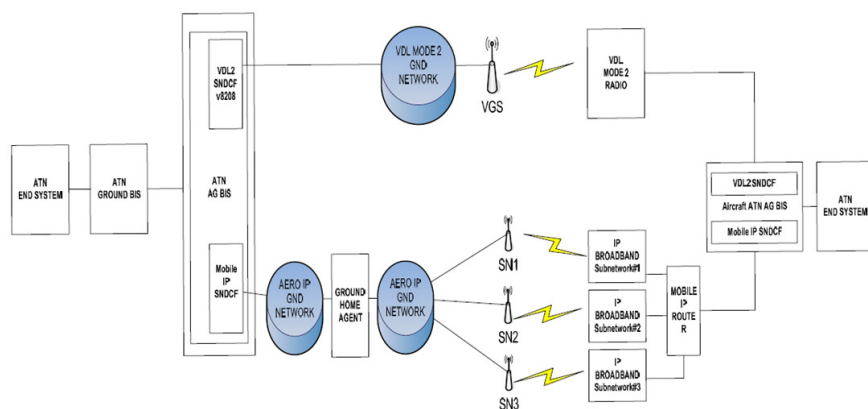 VDL2
SNDCF
v8208
VDL MODE 2
GND
NETWORK
VGS
VDL
MODE 2
RADIO
ATN
END SYSTEM
ATN
GROUND BIS
ATN
AG BIS
VDL2SNDCF
Aircraft ATN AG BIS
Mobile IP SNDCF
ATN
END SYSTEM
Mobile
IP
SNDCF
AERO IP
GND
NETWORK
GROUND
HOME
AGENT
AERO IP
GND
NETWORK
SN1
IP
BROADBAND
Subnetwork#1
SN2
IP
BROADBAND
Subnetwork#2
SN3
IP
BROADBAND
Subnetwork#3
MOBILE
IP
ROUTE
R